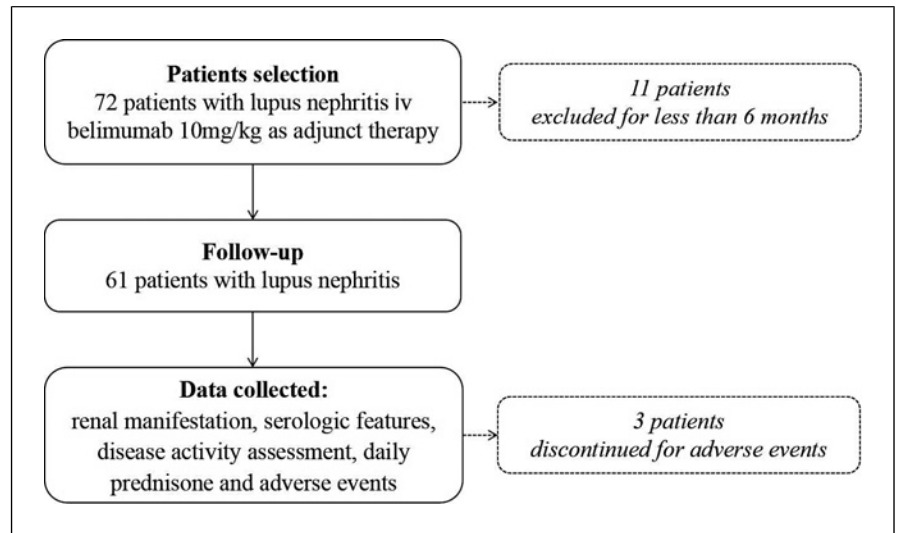 Patients selection
72 patients with lupus nephritis iv
belimumab 10mg/kg as adjunct therapy
11 patients
excluded for less than 6 months
Follow-up
61 patients with lupus nephritis
Data collected:
renal manifestation, serologic features,
disease activity assessment, daily
prednisone and adverse events
3 patients
discontinued for adverse events